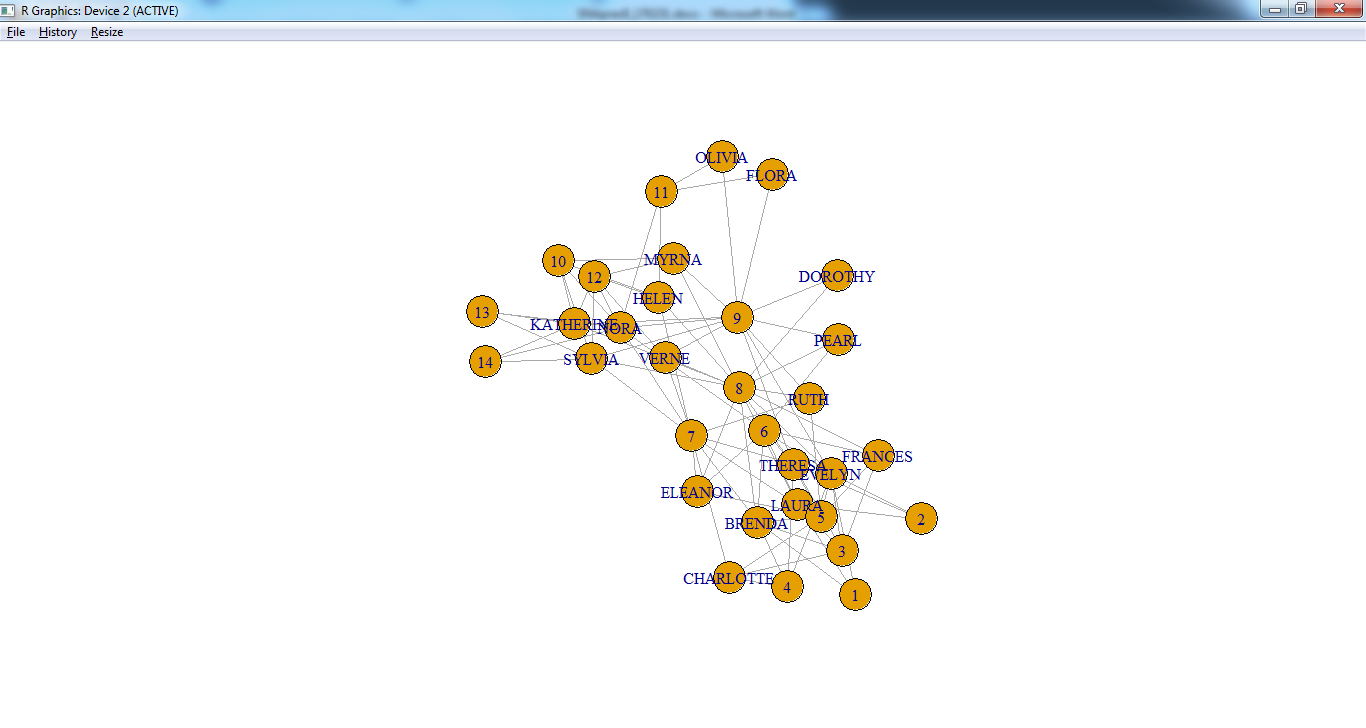 R Graphics: Device 2 (ACTIVE)
File History Resize
OLIVIA
FLORA
11
10
MYRNA
12
DOROTHY
HELEN
13
9
KATHERINE
NORA
PEARL
14
SYLVIA
VERNE
8
RUTH
7
6
FRANCES
THERESA
EVELYN
ELEANOR
LAURA
5
2
BRENDA
3
CHARLOTTE
4
1